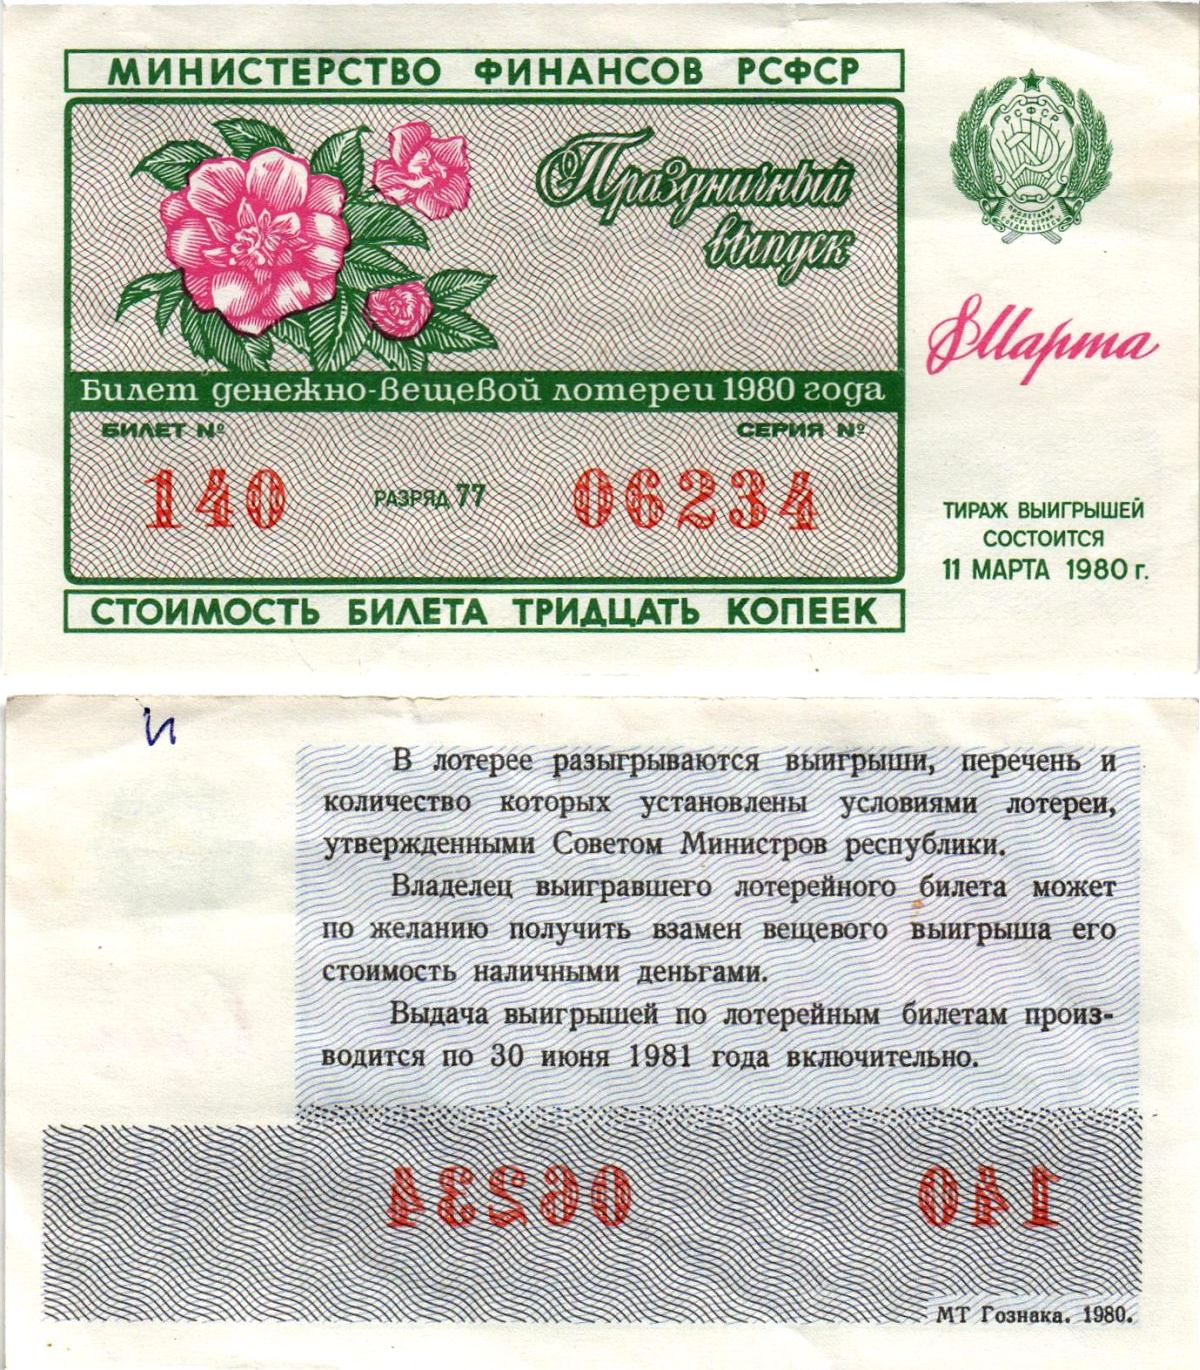 МИНИСТЕРСТВО ФИНАНСОВ РСФСР
РСФСР
Праздничный
выпуск
8 Марта
Билет денежно-вещевой лотереи 1980 года
БИЛЕТ № СЕРИЯ №
140 РАЗРЯД 77 06234
ТИРАЖ ВЫИГРЫШЕЙ
СОСТОИТСЯ
11 МАРТА 1980 г.
СТОИМОСТЬ БИЛЕТА ТРИДЦАТЬ КОПЕЕК
И
В лотерее разыгрываются выигрыши, перечень и
количество которых установлены условиями лотереи,
утвержденными Советом Министров республики.
Владелец выигравшего лотерейного билета может
по желанию получить взамен вещевого выигрыша его
стоимость наличными деньгами.
Выдача выигрышей по лотерейным билетам произ-
водится по 30 июня 1981 года включительно.
06234 140
МТ Гознака. 1980.